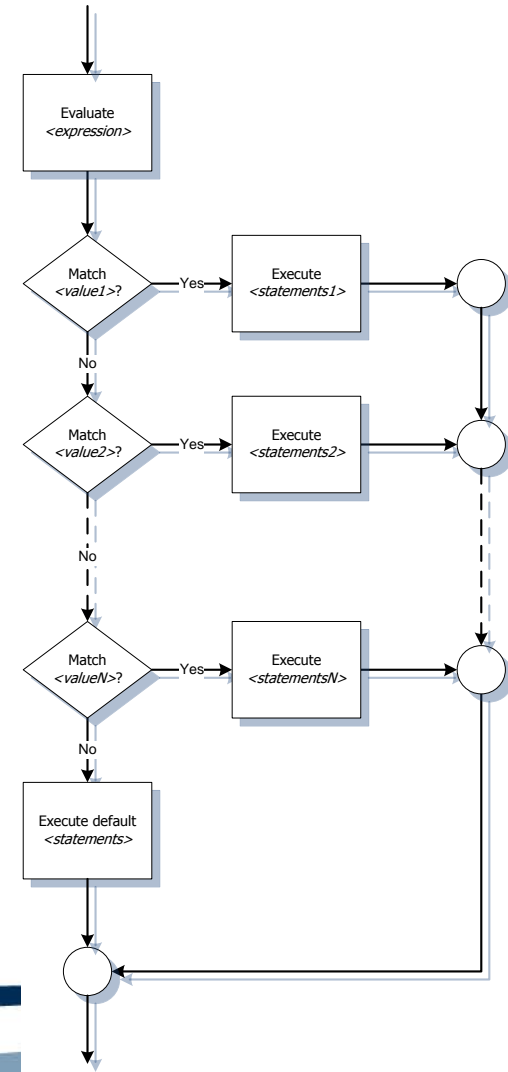 Evaluate
<expression>
Match
<value1>?
Yes
Execute
<statements1>
No
Match
<value2>?
Yes
Execute
<statements2>
No
Match
<valueN>?
Yes
Execute
<statementsN>
No
Execute default
<statements>